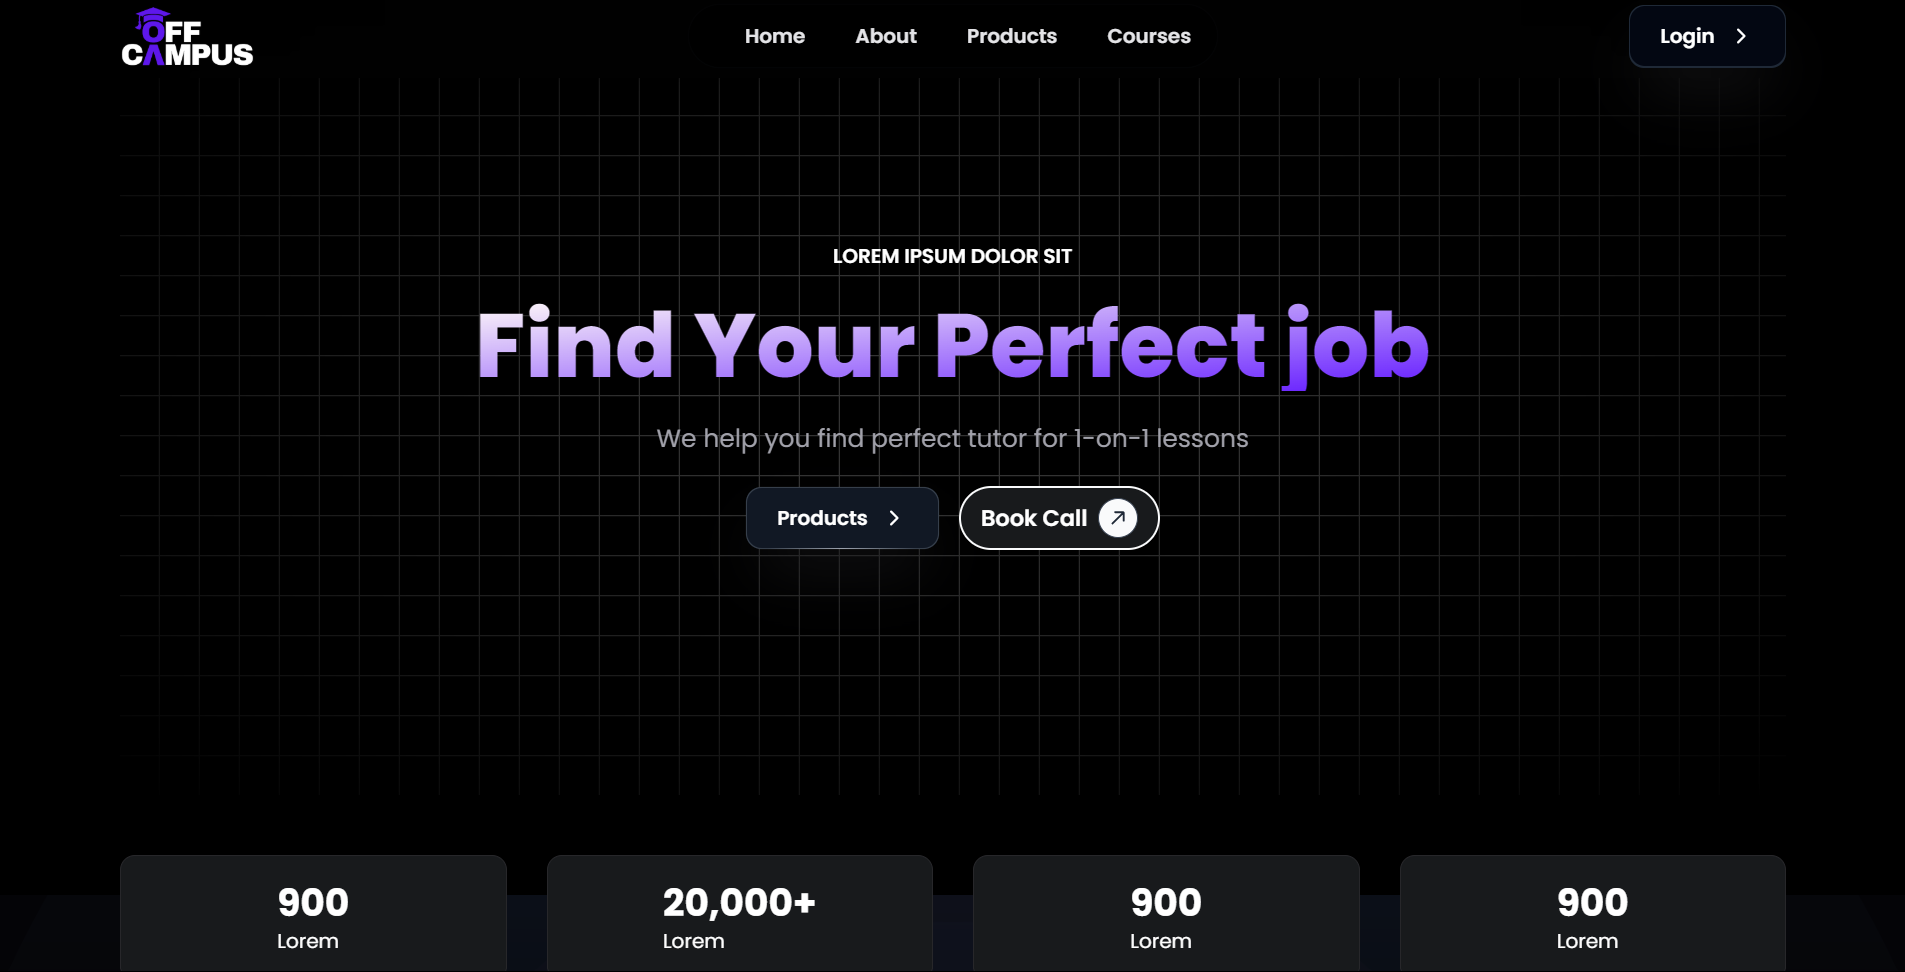 OFF
CAMPUS
Home
About
Products
Courses
Login
LOREM IPSUM DOLOR SIT
Find Your Perfect job
We help you find perfect tutor for 1-on-1 lessons
Products
Book Call
900
Lorem
20,000+
Lorem
900
Lorem
900
Lorem